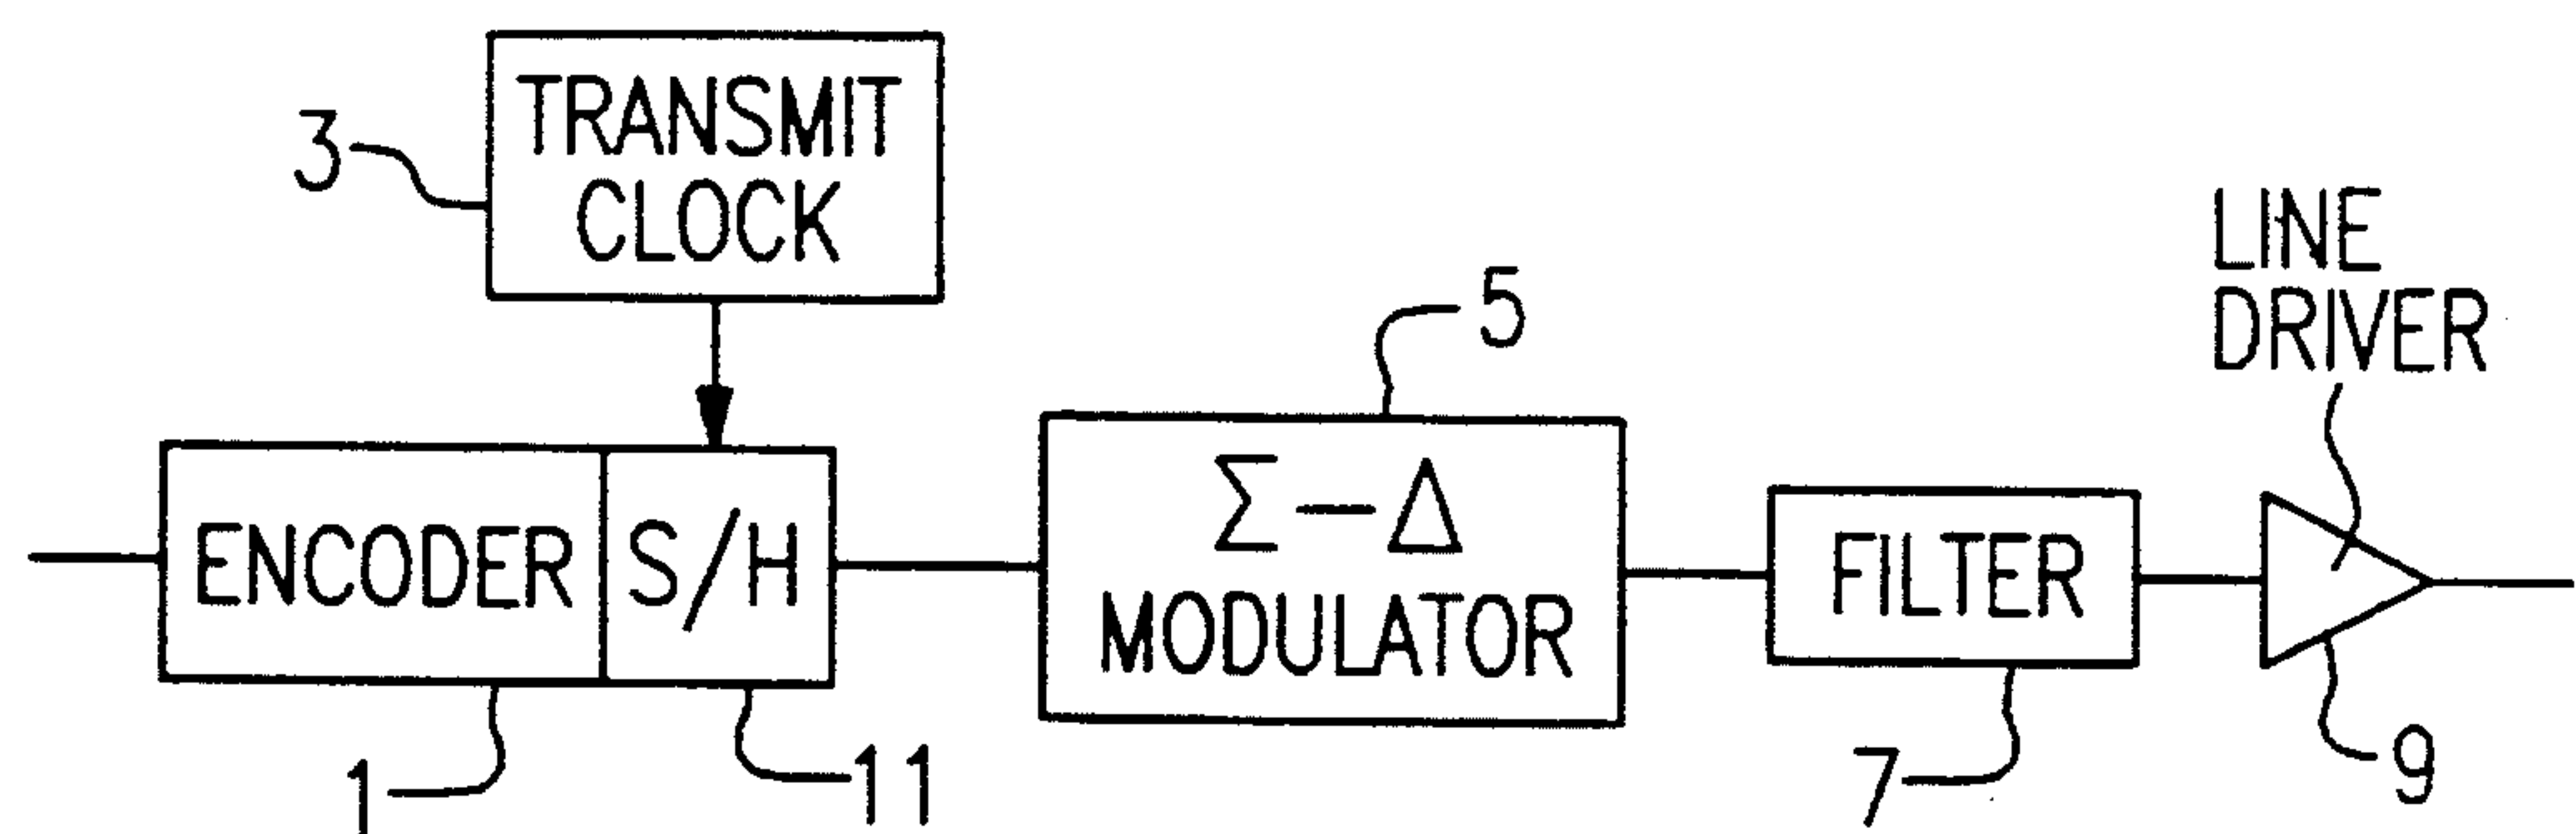 TRANSMIT
CLOCK
3
LINE
DRIVER
5
ENCODER
S/H
Σ-Δ
MODULATOR
FILTER
1
11
7
9